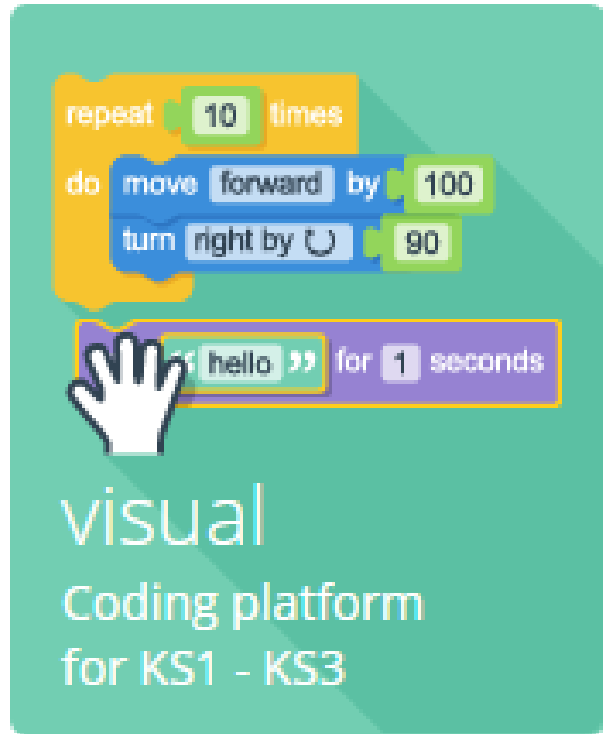 repeat 10 times
do move forward by 100
turn right by 90
“ hello ” for 1 seconds
visual
Coding platform
for KS1 - KS3